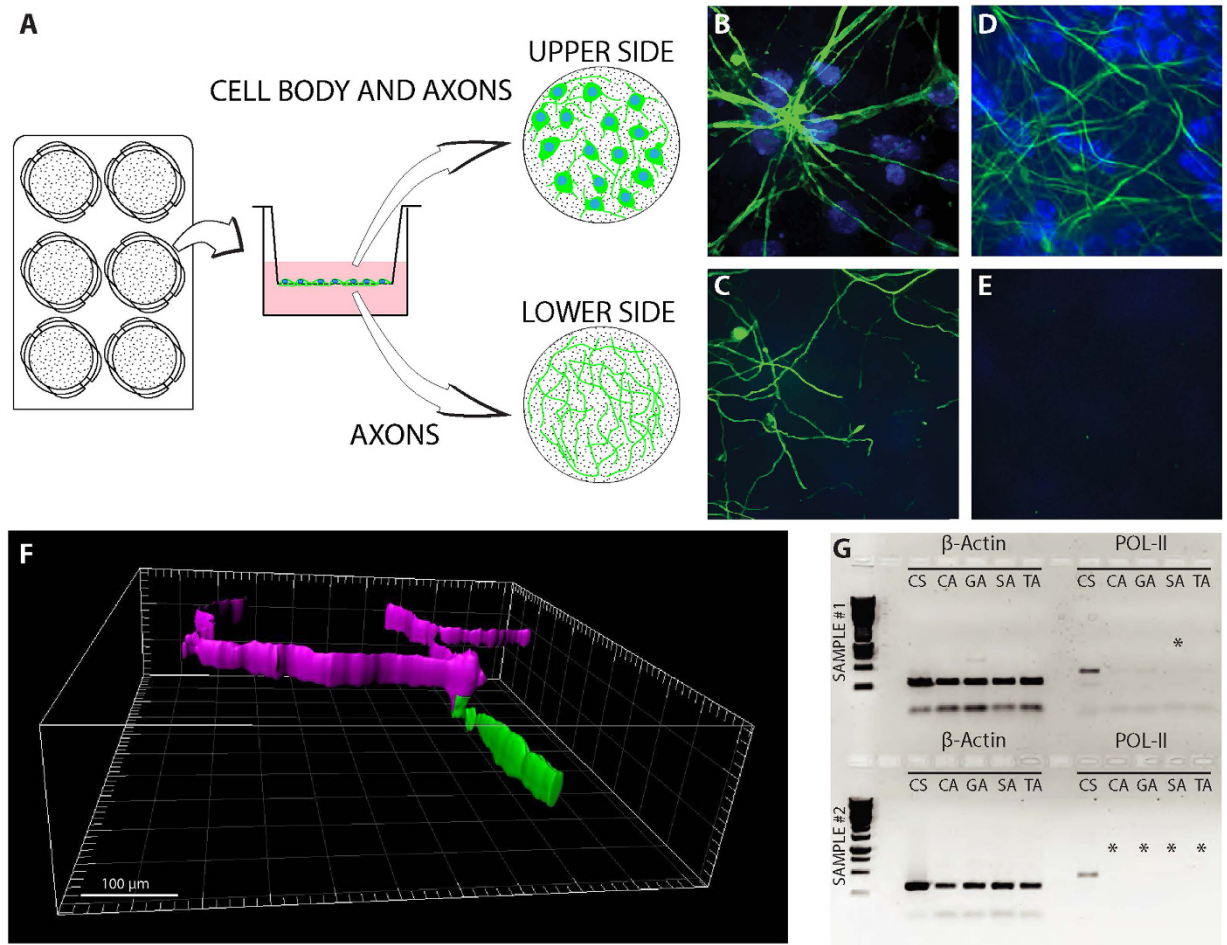 A
CELL BODY AND AXONS
UPPER SIDE
LOWER SIDE
AXONS
B
D
C
E
F
100 µm
G
β-Actin POL-II
CS CA GA SA TA CS CA GA SA TA
SAMPLE #1
*
β-Actin POL-II
CS CA GA SA TA CS CA GA SA TA
SAMPLE #2
* * * *